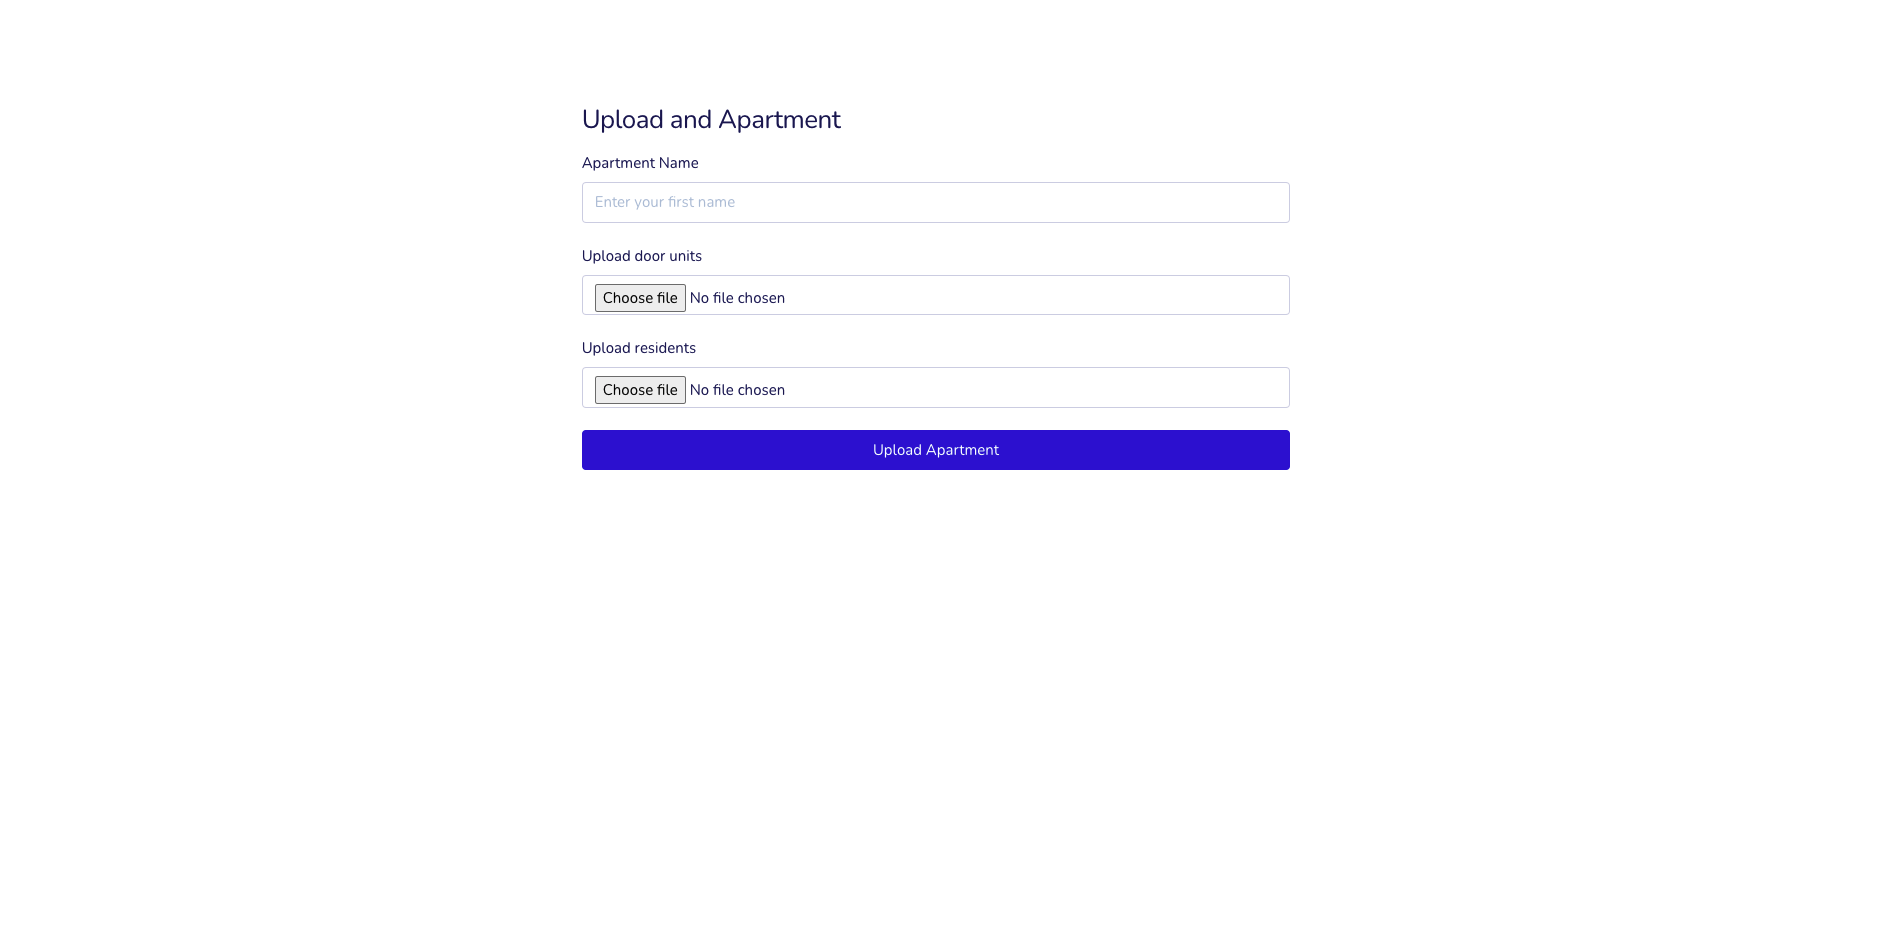 Upload and Apartment
Apartment Name
Enter your first name
Upload door units
Choose file No file chosen
Upload residents
Choose file No file chosen
Upload Apartment